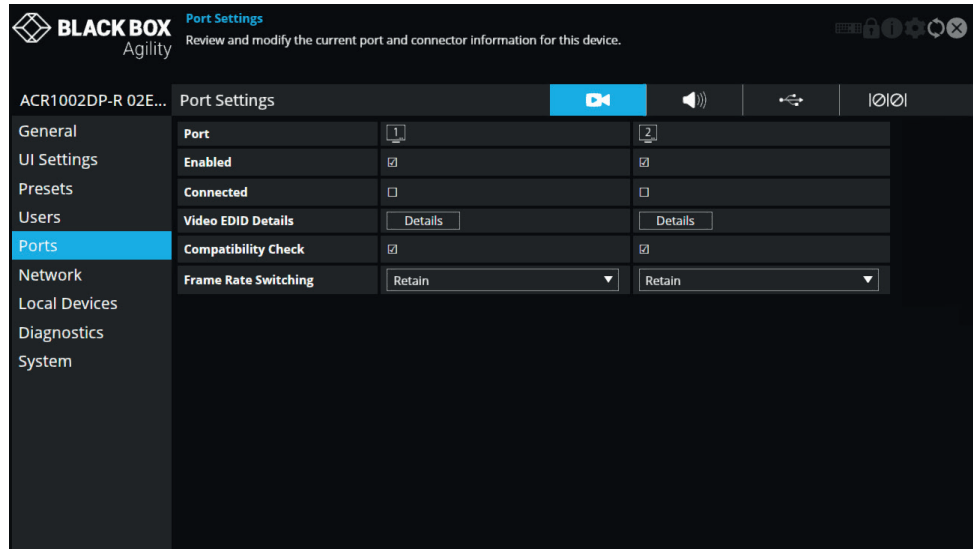 BLACK BOX
Agility
Port Settings
Review and modify the current port and connector information for this device.
ACR1002DP-R 02E...
Port Settings
General
UI Settings
Presets
Users
Ports
Network
Local Devices
Diagnostics
System
Port 1 2
Enabled
Connected
Video EDID Details Details Details
Compatibility Check
Frame Rate Switching Retain Retain